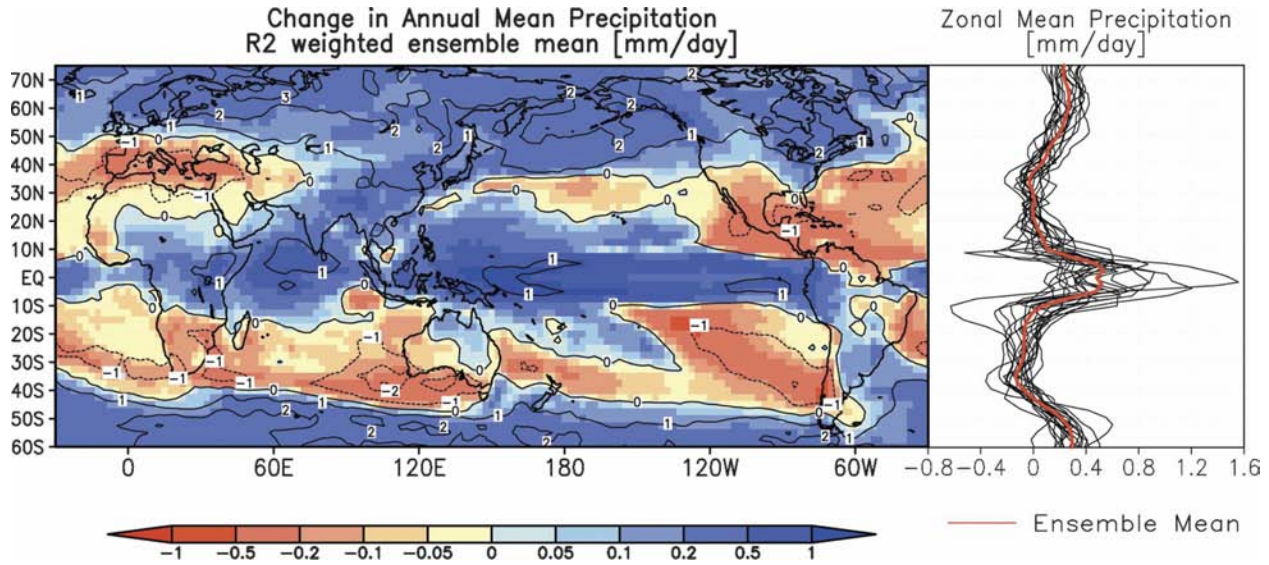 Change in Annual Mean Precipitation
R2 weighted ensemble mean [mm/day]
Zonal Mean Precipitation
[mm/day]
70N
60N
50N
40N
30N
20N
10N
EQ
10S
20S
30S
40S
50S
60S
0 60E 120E 180 120W 60W
-0.8 -0.4 0 0.4 0.8 1.2 1.6
-1 -0.5 -0.2 -0.1 -0.05 0 0.05 0.1 0.2 0.5 1
Ensemble Mean